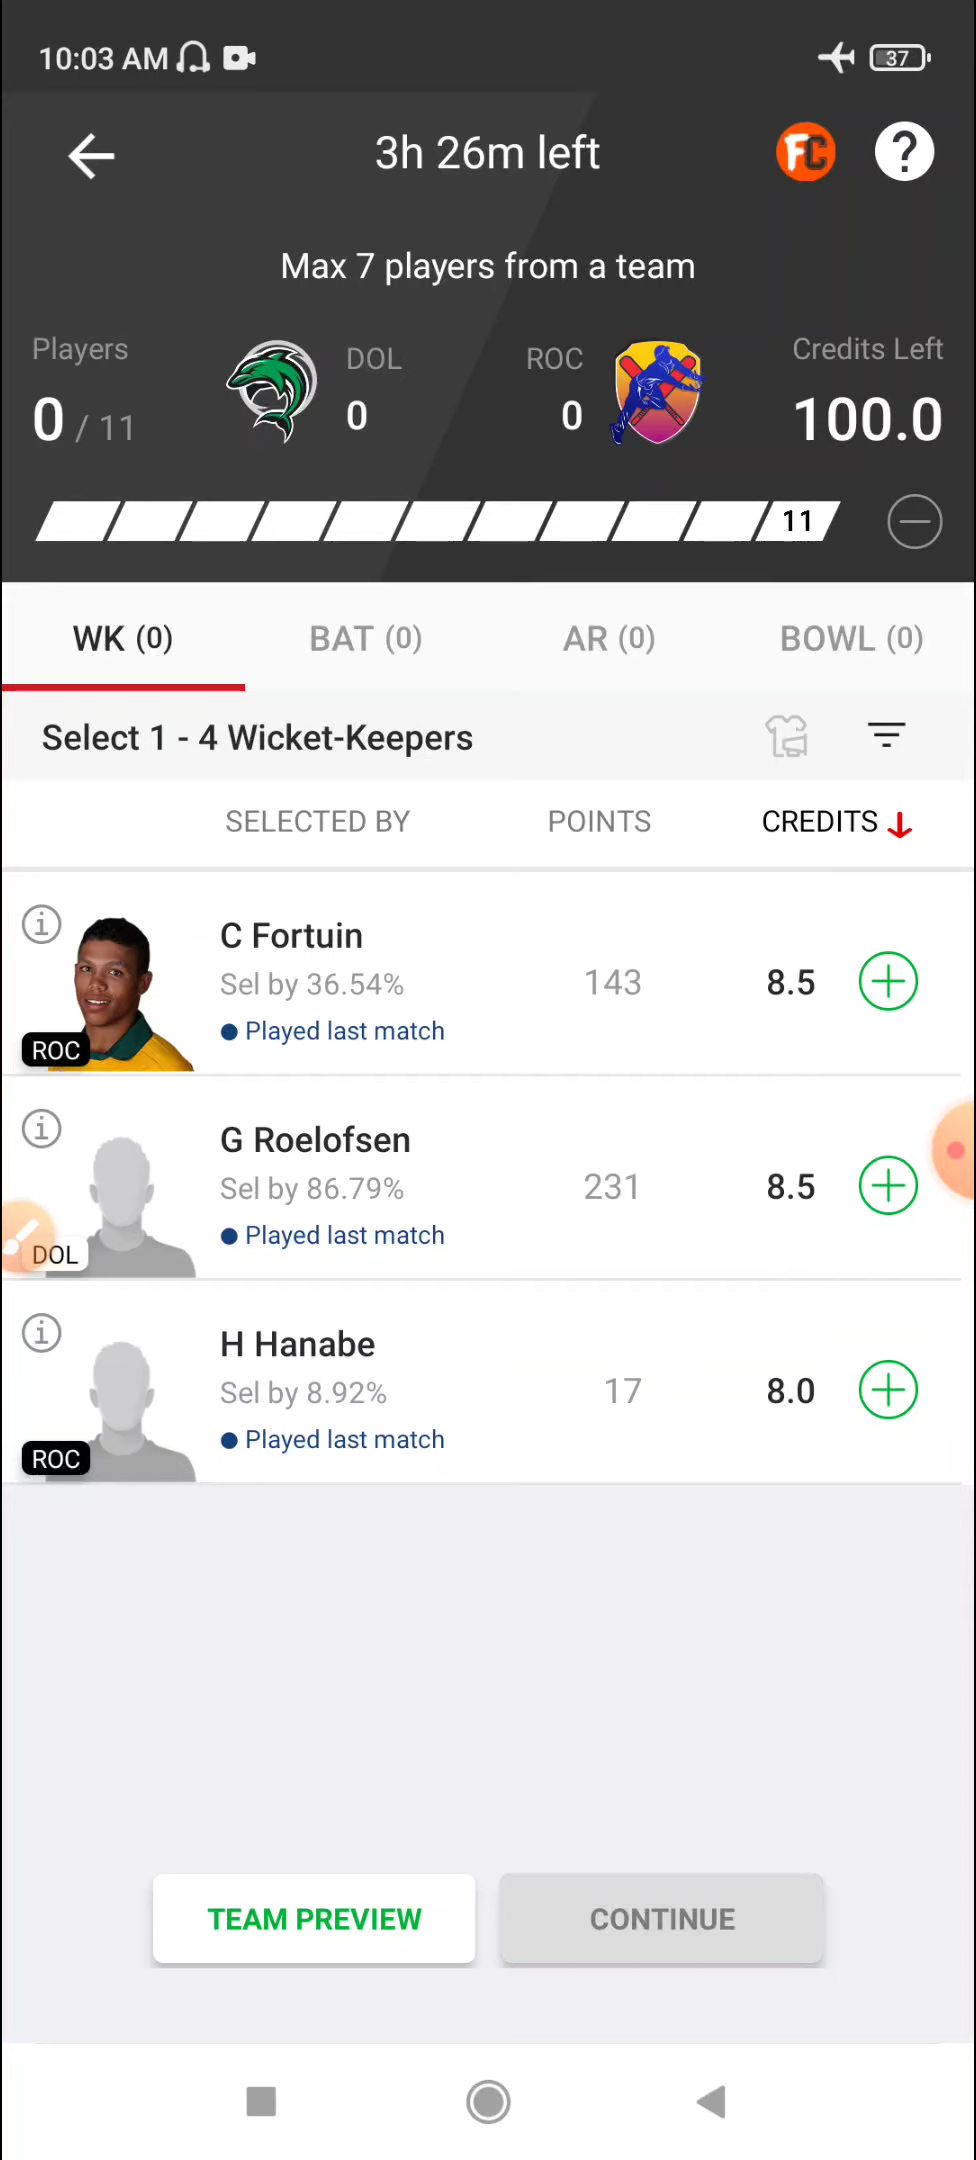 10:03 AM 37
3h 26m left FC ?
Max 7 players from a team
Players DOL ROC Credits Left
0 / 11 0 0 100.0
11
WK (0) BAT (0) AR (0) BOWL (0)
Select 1 - 4 Wicket-Keepers
SELECTED BY POINTS CREDITS
i C Fortuin
Sel by 36.54% 143 8.5
Played last match
ROC
i G Roelofsen
Sel by 86.79% 231 8.5
Played last match
DOL
i H Hanabe
Sel by 8.92% 17 8.0
Played last match
ROC
TEAM PREVIEW CONTINUE